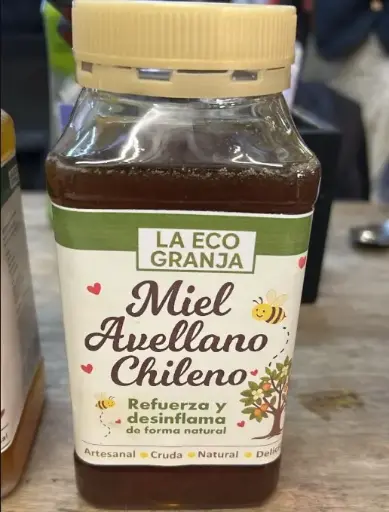 LA ECO
GRANJA
Miel
Avellano
Chileno
Refuerza y
desinflama
de forma natural
Artesanal Cruda Natural